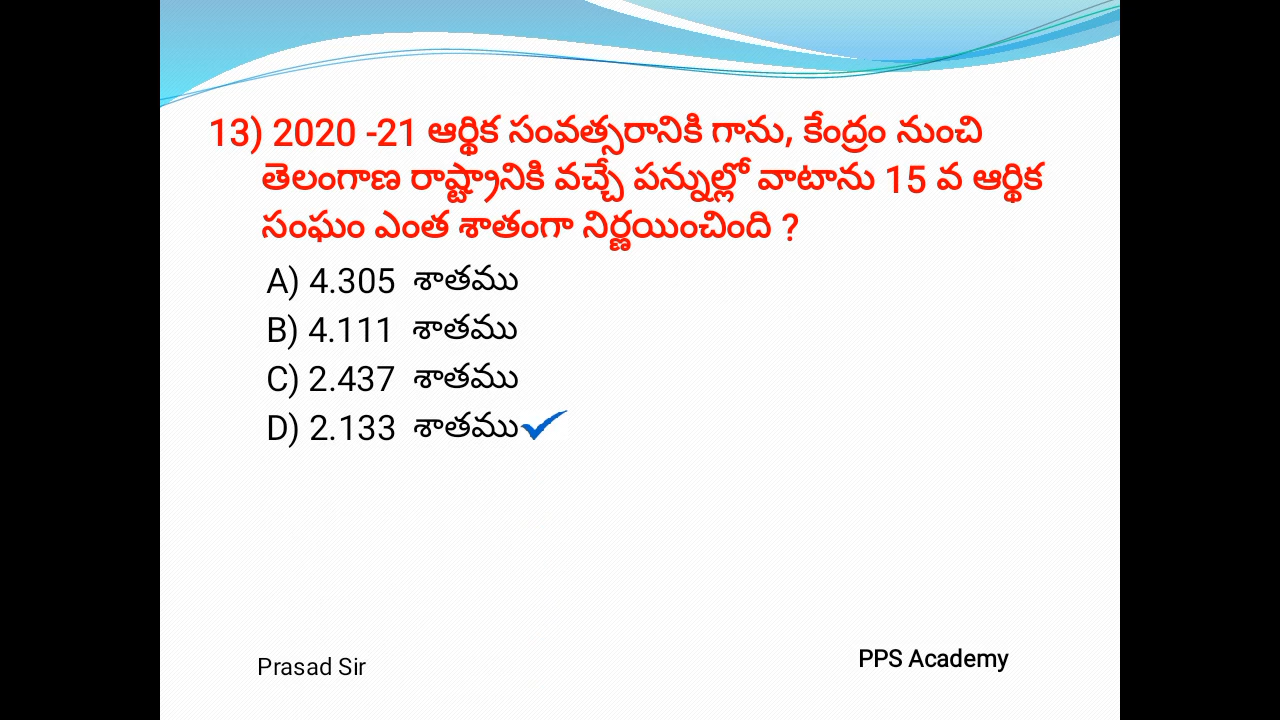 13) 2020 -21 ఆర్థిక సంవత్సరానికి గాను, కేంద్రం నుంచి
తెలంగాణ రాష్ట్రానికి వచ్చే పన్నుల్లో వాటాను 15 వ ఆర్థిక
సంఘం ఎంత శాతంగా నిర్ణయించింది ?
A) 4.305 శాతము
B) 4.111 శాతము
C) 2.437 శాతము
D) 2.133 శాతము
Prasad Sir
PPS Academy